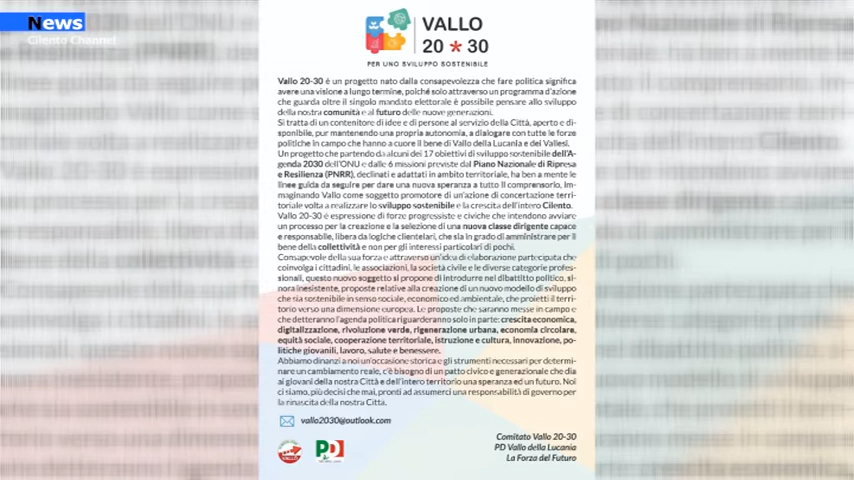 News
Cilento Channel
VALLO
20 * 30
PER UNO SVILUPPO SOSTENIBILE
Vallo 20-30 è un progetto nato dalla consapevolezza che fare politica significa
avere una visione a lungo termine, poiché solo attraverso un programma d'azione
che guarda oltre il singolo mandato elettorale è possibile pensare allo sviluppo
della nostra comunità e al futuro delle nuove generazioni.
Si tratta di un contenitore di idee e di persone al servizio della Città, aperto e di-
sponibile, pur mantenendo una propria autonomia, a dialogare con tutte le forze
politiche in campo che hanno a cuore il bene di Vallo della Lucania e dei Vallesi.
Un progetto che partendo da alcuni dei 17 obiettivi di sviluppo sostenibile dell'A-
genda 2030 dell'ONU e dalle 6 missioni previste dal Piano Nazionale di Ripresa
e Resilienza (PNRR), declinati e adattati in ambito territoriale, ha ben a mente le
linee guida da seguire per dare una nuova speranza a tutto il comprensorio, im-
maginando Vallo come soggetto promotore di un'azione di concertazione terri-
toriale volta a realizzare lo sviluppo sostenibile e la crescita dell'intero Cilento.
Vallo 20-30 è espressione di forze progressiste e civiche che intendono avviare
un processo per la creazione e la selezione di una nuova classe dirigente capace
e responsabile, libera da logiche clientelari, che sia in grado di amministrare per il
bene della collettività e non per gli interessi particolari di pochi.
Consapevole della sua forza e attraverso un'idea di elaborazione partecipata che
coinvolga i cittadini, le associazioni, la società civile e le diverse categorie profes-
sionali, questo nuovo soggetto si propone di introdurre nel dibattito politico, si-
nora inesistente, proposte relative alla creazione di un nuovo modello di sviluppo
che sia sostenibile in senso sociale, economico ed ambientale, che proietti il terri-
torio verso una dimensione europea. Le proposte che saranno messe in campo e
che detteranno l'agenda politica riguarderanno solo in parte: crescita economica,
digitalizzazione, rivoluzione verde, rigenerazione urbana, economia circolare,
equità sociale, cooperazione territoriale, istruzione e cultura, innovazione, po-
litiche giovanili, lavoro, salute e benessere.
Abbiamo dinanzi a noi un'occasione storica e gli strumenti necessari per determi-
nare un cambiamento reale, c'è bisogno di un patto civico e generazionale che dia
ai giovani della nostra Città e dell'intero territorio una speranza ed un futuro. Noi
ci siamo, più decisi che mai, pronti ad assumerci una responsabilità di governo per
la rinascita della nostra Città.
vallo2030@outlook.com
PD
Comitato Vallo 20-30
PD Vallo della Lucania
La Forza del Futuro